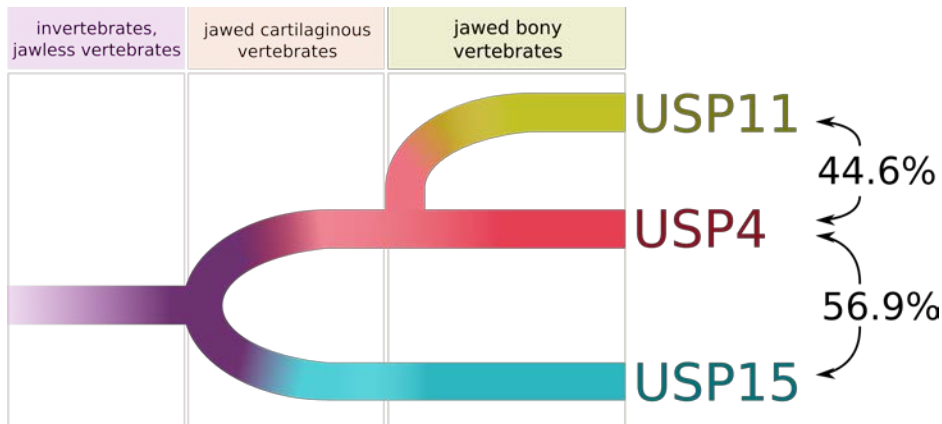 invertebrates,
jawless vertebrates
jawed cartilaginous
vertebrates
jawed bony
vertebrates
USP11
44.6%
USP4
56.9%
USP15